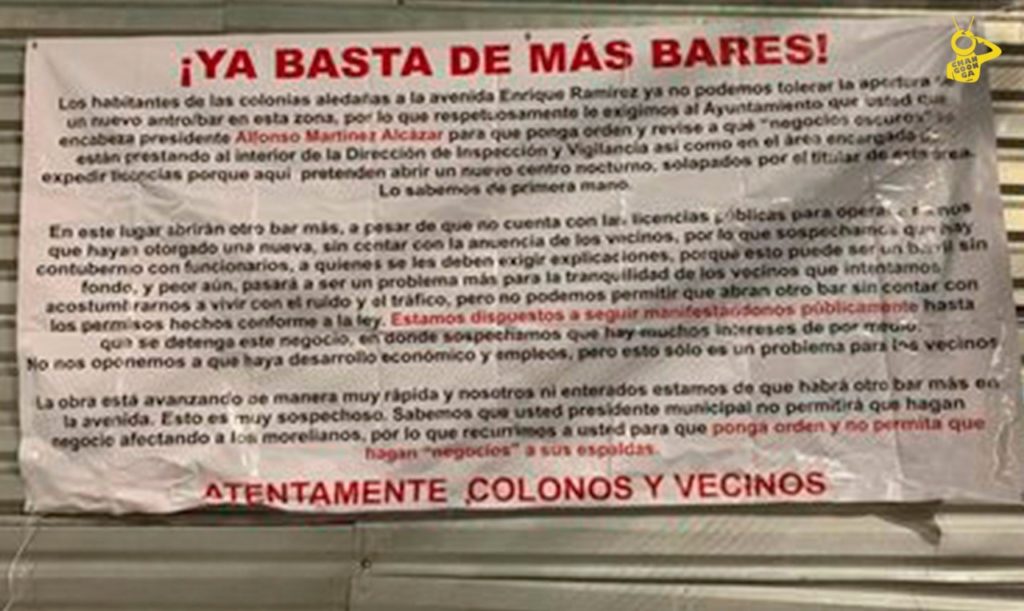 ¡YA BASTA DE MÁS BARES!
CHAN
GOON
GA
Los habitantes de las colonias aledañas a la avenida Enrique Ramírez ya no podemos tolerar la apertura
un nuevo antro/bar en esta zona, por lo que respetuosamente le exigimos al Ayuntamiento que usted que
encabeza presidente Alfonso Martínez Alcázar para que ponga orden y revise a qué "negocios oscuros" se
están prestando al interior de la Dirección de Inspección y Vigilancia así como en el área encargada de
expedir licencias porque aquí pretenden abrir un nuevo centro nocturno, solapados por el titular de esta área.
Lo sabemos de primera mano.
En este lugar abrirán otro bar más, a pesar de que no cuenta con las licencias públicas para operar
que hayan otorgado una nueva, sin contar con la anuencia de los vecinos, por lo que sospechamos que hay
contubernio con funcionarios, a quienes se les deben exigir explicaciones, porque esto puede ser un barril sin
fondo, y peor aún, pasará a ser un problema más para la tranquilidad de los vecinos que intentamos
acostumbrarnos a vivir con el ruido y el tráfico, pero no podemos permitir que abran otro bar sin contar con
los permisos hechos conforme a la ley. Estamos dispuestos a seguir manifestándonos públicamente hasta
que se detenga este negocio, en donde sospechamos que hay muchos intereses de por medio.
No nos oponemos a que haya desarrollo económico y empleos, pero esto sólo es un problema para los vecinos
La obra está avanzando de manera muy rápida y nosotros ni enterados estamos de que habrá otro bar más en
la avenida. Esto es muy sospechoso. Sabemos que usted presidente municipal no permitirá que hagan
negocio afectando a los morelianos, por lo que recurrimos a usted para que ponga orden y no permita que
hagan "negocios" a sus espaldas.
ATENTAMENTE COLONOS Y VECINOS